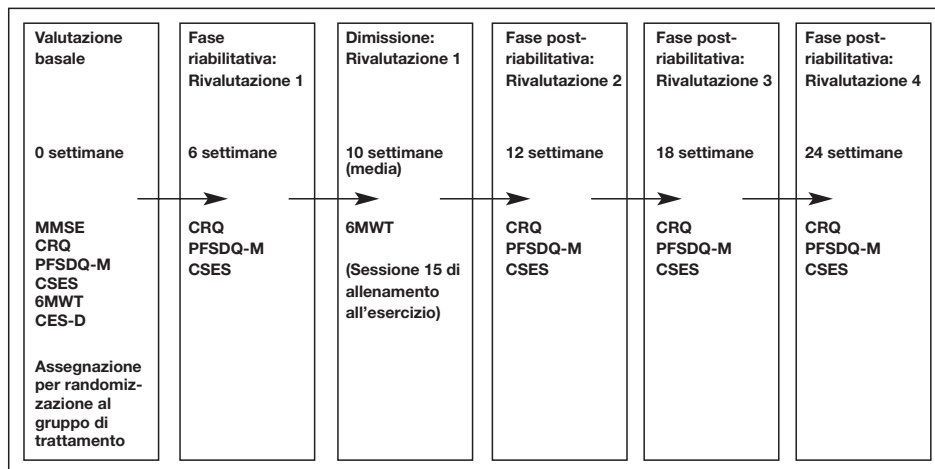 Valutazione
basale
0 settimane
MMSE
CRQ
PFSDQ-M
CSES
6MWT
CES-D
Assegnazione
per randomiz-
zazione al
gruppo di
trattamento
Fase
riabilitativa:
Rivalutazione 1
6 settimane
CRQ
PFSDQ-M
CSES
Dimissione:
Rivalutazione 1
10 settimane
(media)
6MWT
(Sessione 15 di
allenamento
all'esercizio)
Fase post-
riabilitativa:
Rivalutazione 2
12 settimane
CRQ
PFSDQ-M
CSES
Fase post-
riabilitativa:
Rivalutazione 3
18 settimane
CRQ
PFSDQ-M
CSES
Fase post-
riabilitativa:
Rivalutazione 4
24 settimane
CRQ
PFSDQ-M
CSES